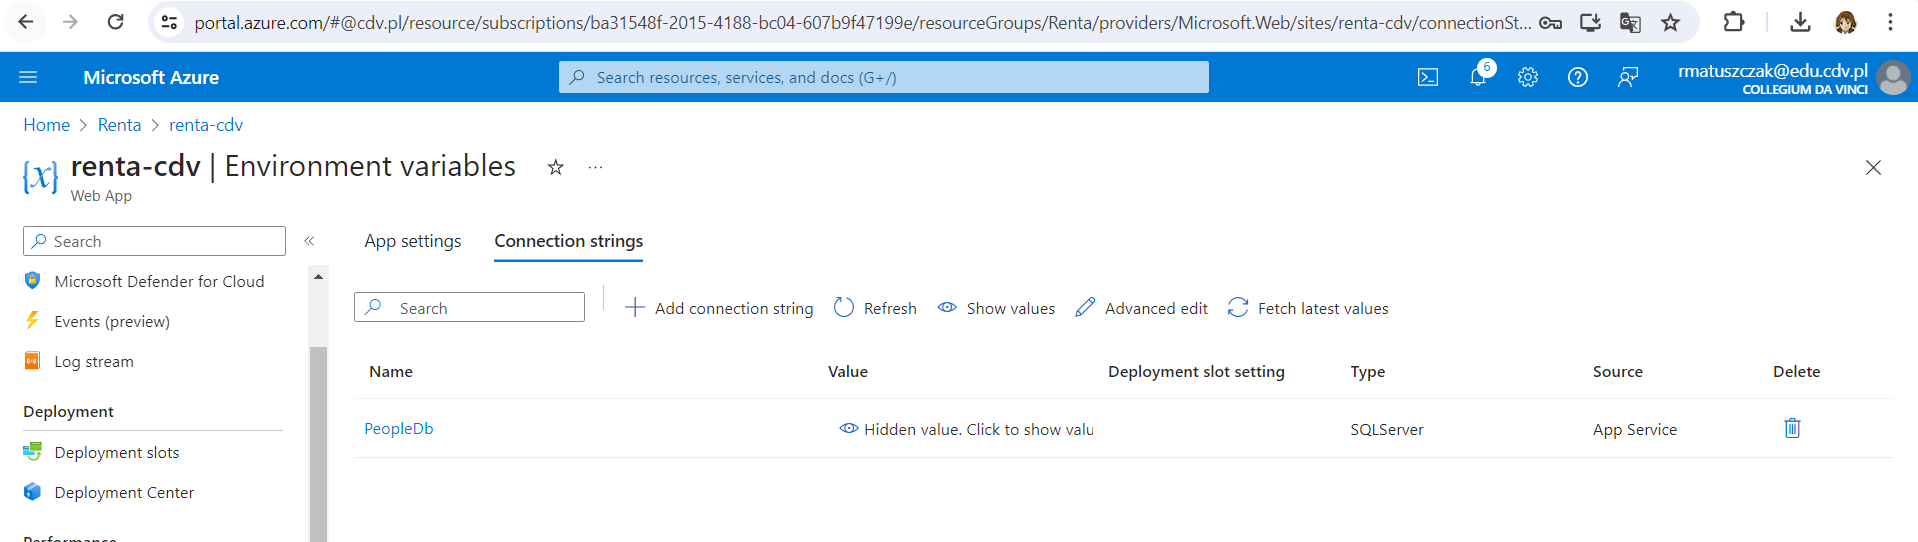 portal.azure.com/#@cdv.pl/resource/subscriptions/ba31548f-2015-4188-bc04-607b9f47199e/resourceGroups/Renta/providers/Microsoft.Web/sites/renta-cdv/connectionSt...
Microsoft Azure
Search resources, services, and docs (G+/)
6
rmatuszczak@edu.cdv.pl
COLLEGIUM DA VINCI
Home > Renta > renta-cdv
{x} renta-cdv | Environment variables ...
Web App
Search
«
App settings
Connection strings
Microsoft Defender for Cloud
Events (preview)
Log stream
Deployment
Deployment slots
Deployment Center
Performance
Search
Add connection string
Refresh
Show values
Advanced edit
Fetch latest values
Name Value Deployment slot setting Type Source Delete
PeopleDb Hidden value. Click to show valu SQLServer App Service